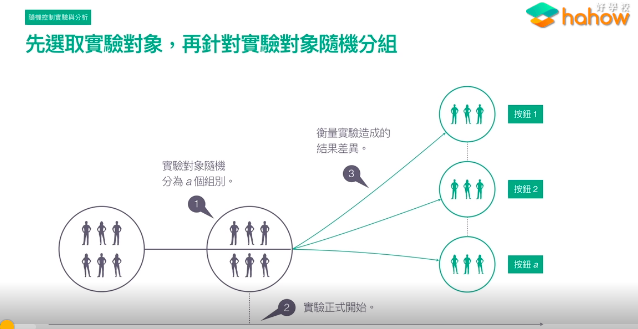 隨機控制實驗與分析
好學校
hahow
先選取實驗對象，再針對實驗對象隨機分組
按鈕 1
衡量實驗造成的
結果差異。
實驗對象隨機
分為 a 個組別。
3
按鈕 2
1
按鈕 a
2
實驗正式開始。